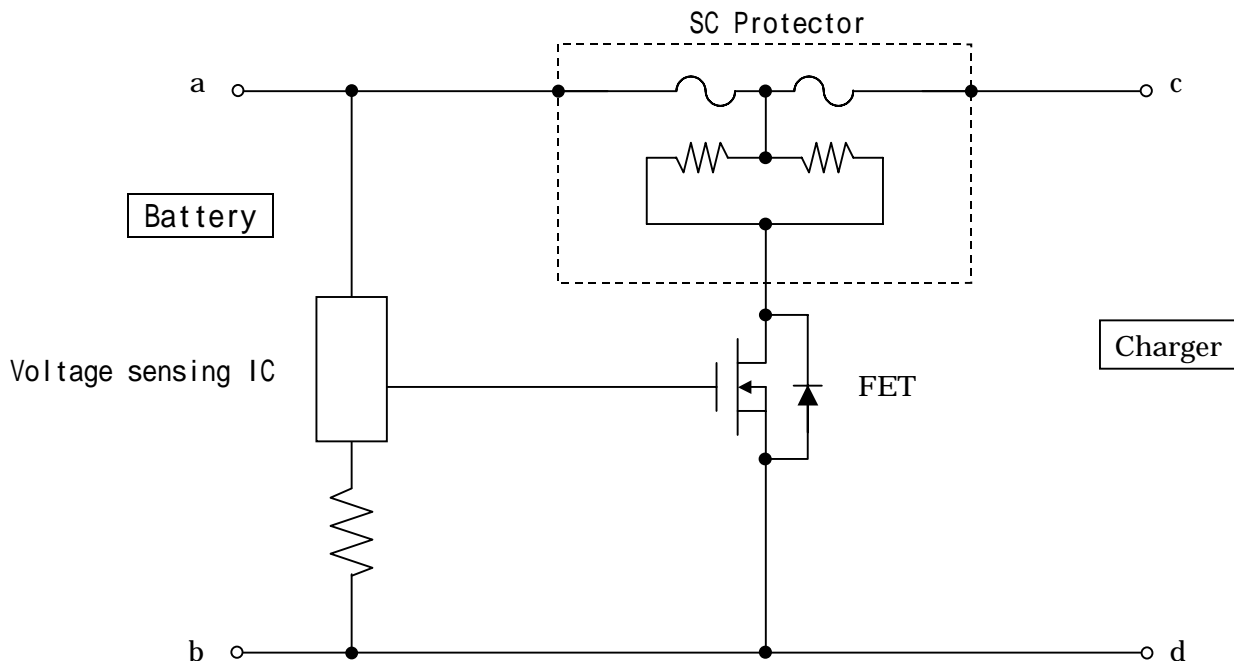 SC Protector
a
c
Battery
Voltage sensing IC
FET
Charger
b
d